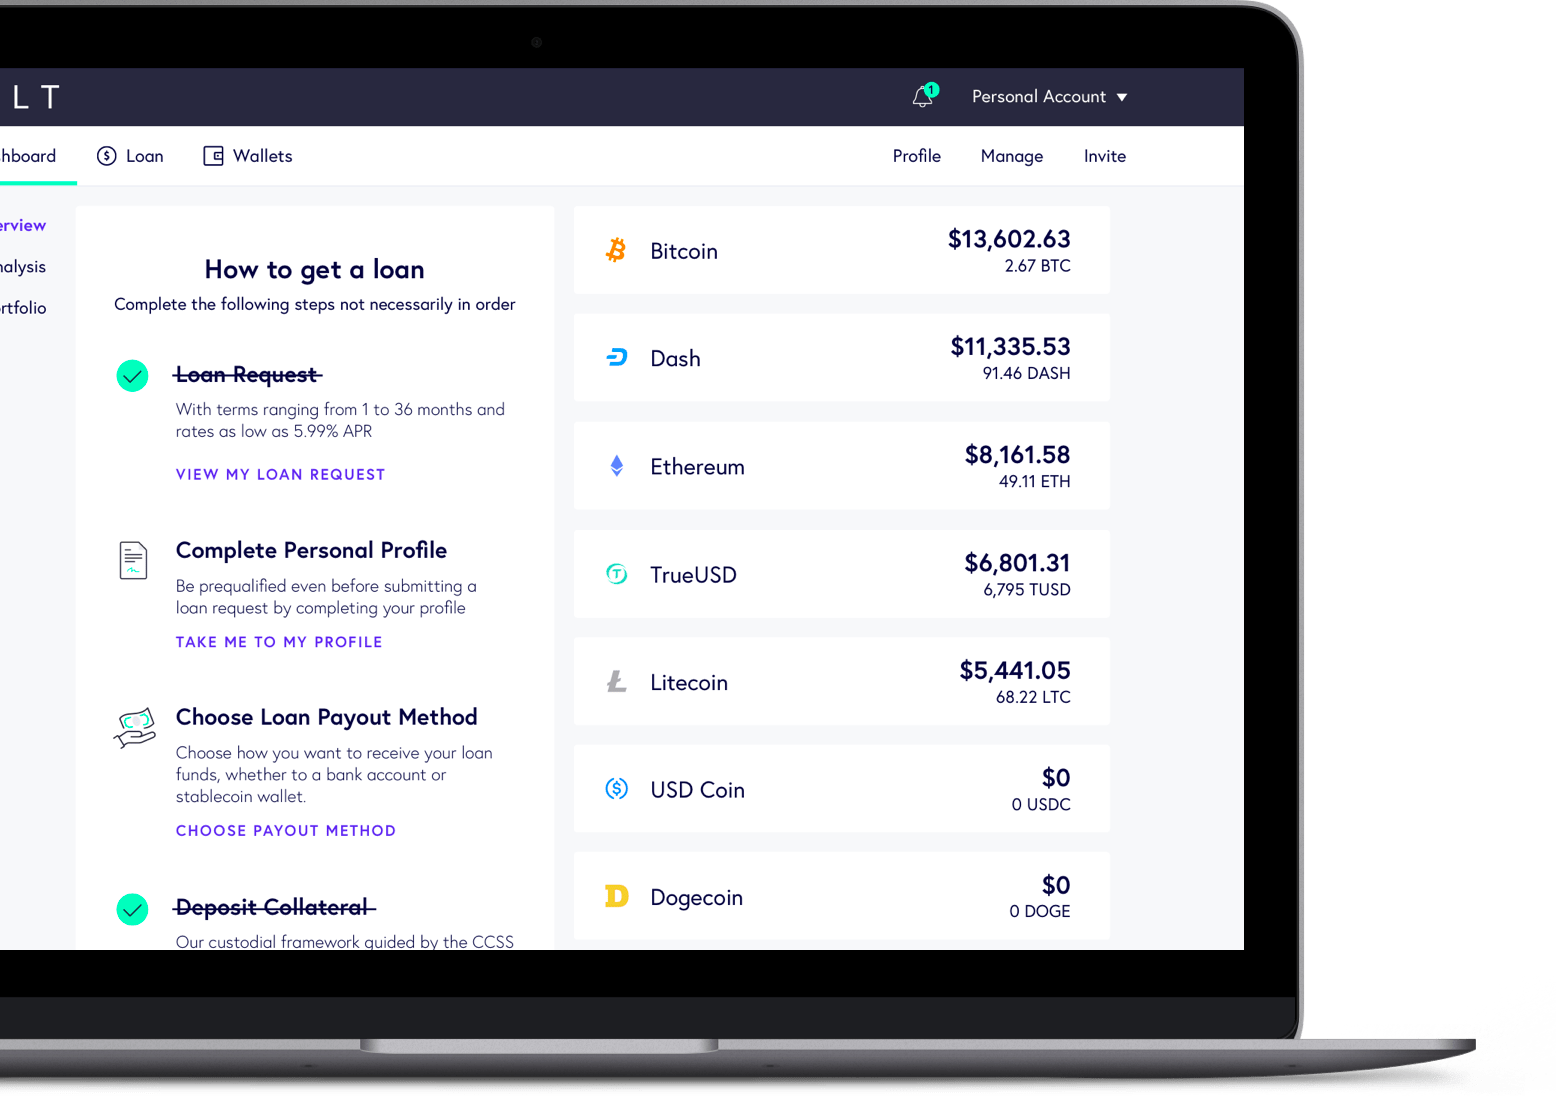 LT
1
Personal Account
hboard
Loan
Wallets
Profile
Manage
Invite
erview
nalysis
rtfolio
How to get a loan
Complete the following steps not necessarily in order
Loan Request
With terms ranging from 1 to 36 months and
rates as low as 5.99% APR
VIEW MY LOAN REQUEST
Complete Personal Profile
Be prequalified even before submitting a
loan request by completing your profile
TAKE ME TO MY PROFILE
Choose Loan Payout Method
Choose how you want to receive your loan
funds, whether to a bank account or
stablecoin wallet.
CHOOSE PAYOUT METHOD
Deposit Collateral
Our custodial framework guided by the CCSS
Bitcoin
$13,602.63
2.67 BTC
Dash
$11,335.53
91.46 DASH
Ethereum
$8,161.58
49.11 ETH
TrueUSD
$6,801.31
6,795 TUSD
Litecoin
$5,441.05
68.22 LTC
USD Coin
$0
0 USDC
Dogecoin
$0
0 DOGE